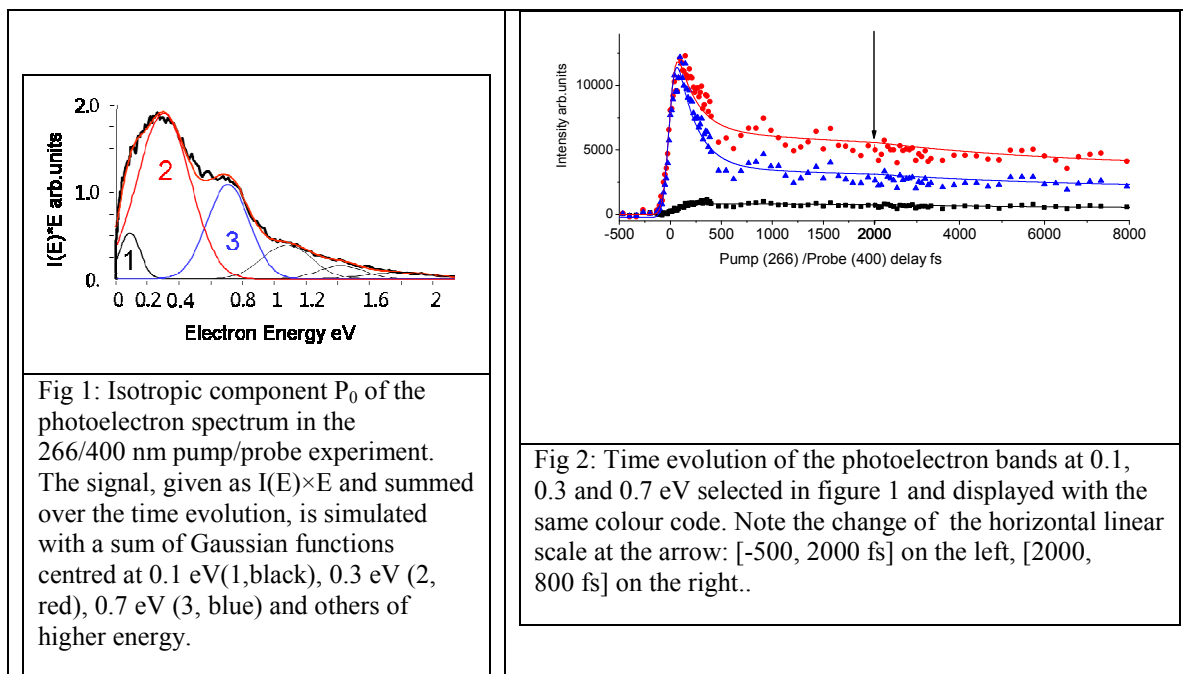 2.0
1.0
0.
I(E)*E arb.units
1
2
3
0 0.2 0.4 0.8 1 1.2 1.6 2
Electron Energy eV
Fig 1: Isotropic component P₀ of the
photoelectron spectrum in the
266/400 nm pump/probe experiment.
The signal, given as I(E)×E and summed
over the time evolution, is simulated
with a sum of Gaussian functions
centred at 0.1 eV(1,black), 0.3 eV (2,
red), 0.7 eV (3, blue) and others of
higher energy.
Intensity arb.units
10000
5000
0
-500 0 500 1000 1500 2000 4000 6000 8000
Pump (266) /Probe (400) delay fs
Fig 2: Time evolution of the photoelectron bands at 0.1,
0.3 and 0.7 eV selected in figure 1 and displayed with the
same colour code. Note the change of the horizontal linear
scale at the arrow: [-500, 2000 fs] on the left, [2000,
800 fs] on the right..